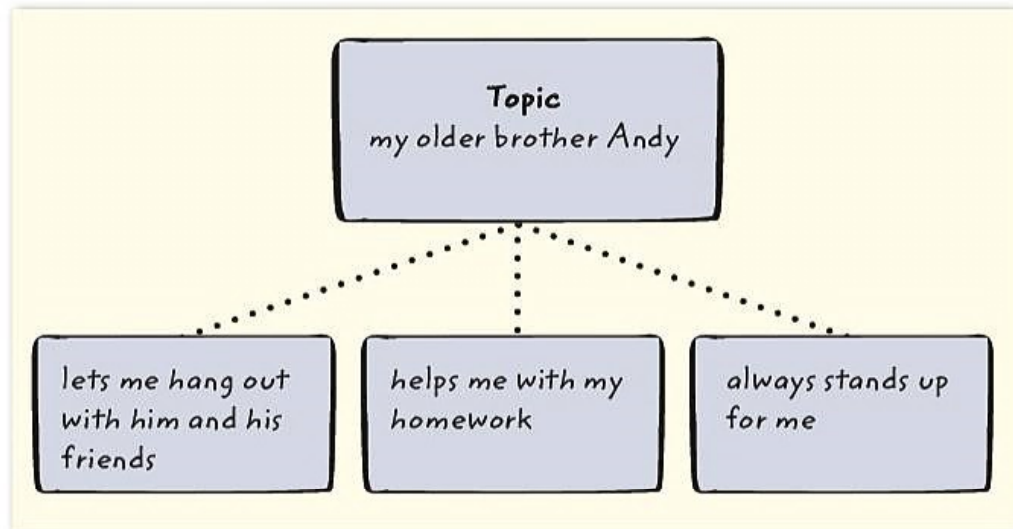 Topic
my older brother Andy
lets me hang out
with him and his
friends
helps me with my
homework
always stands up
for me